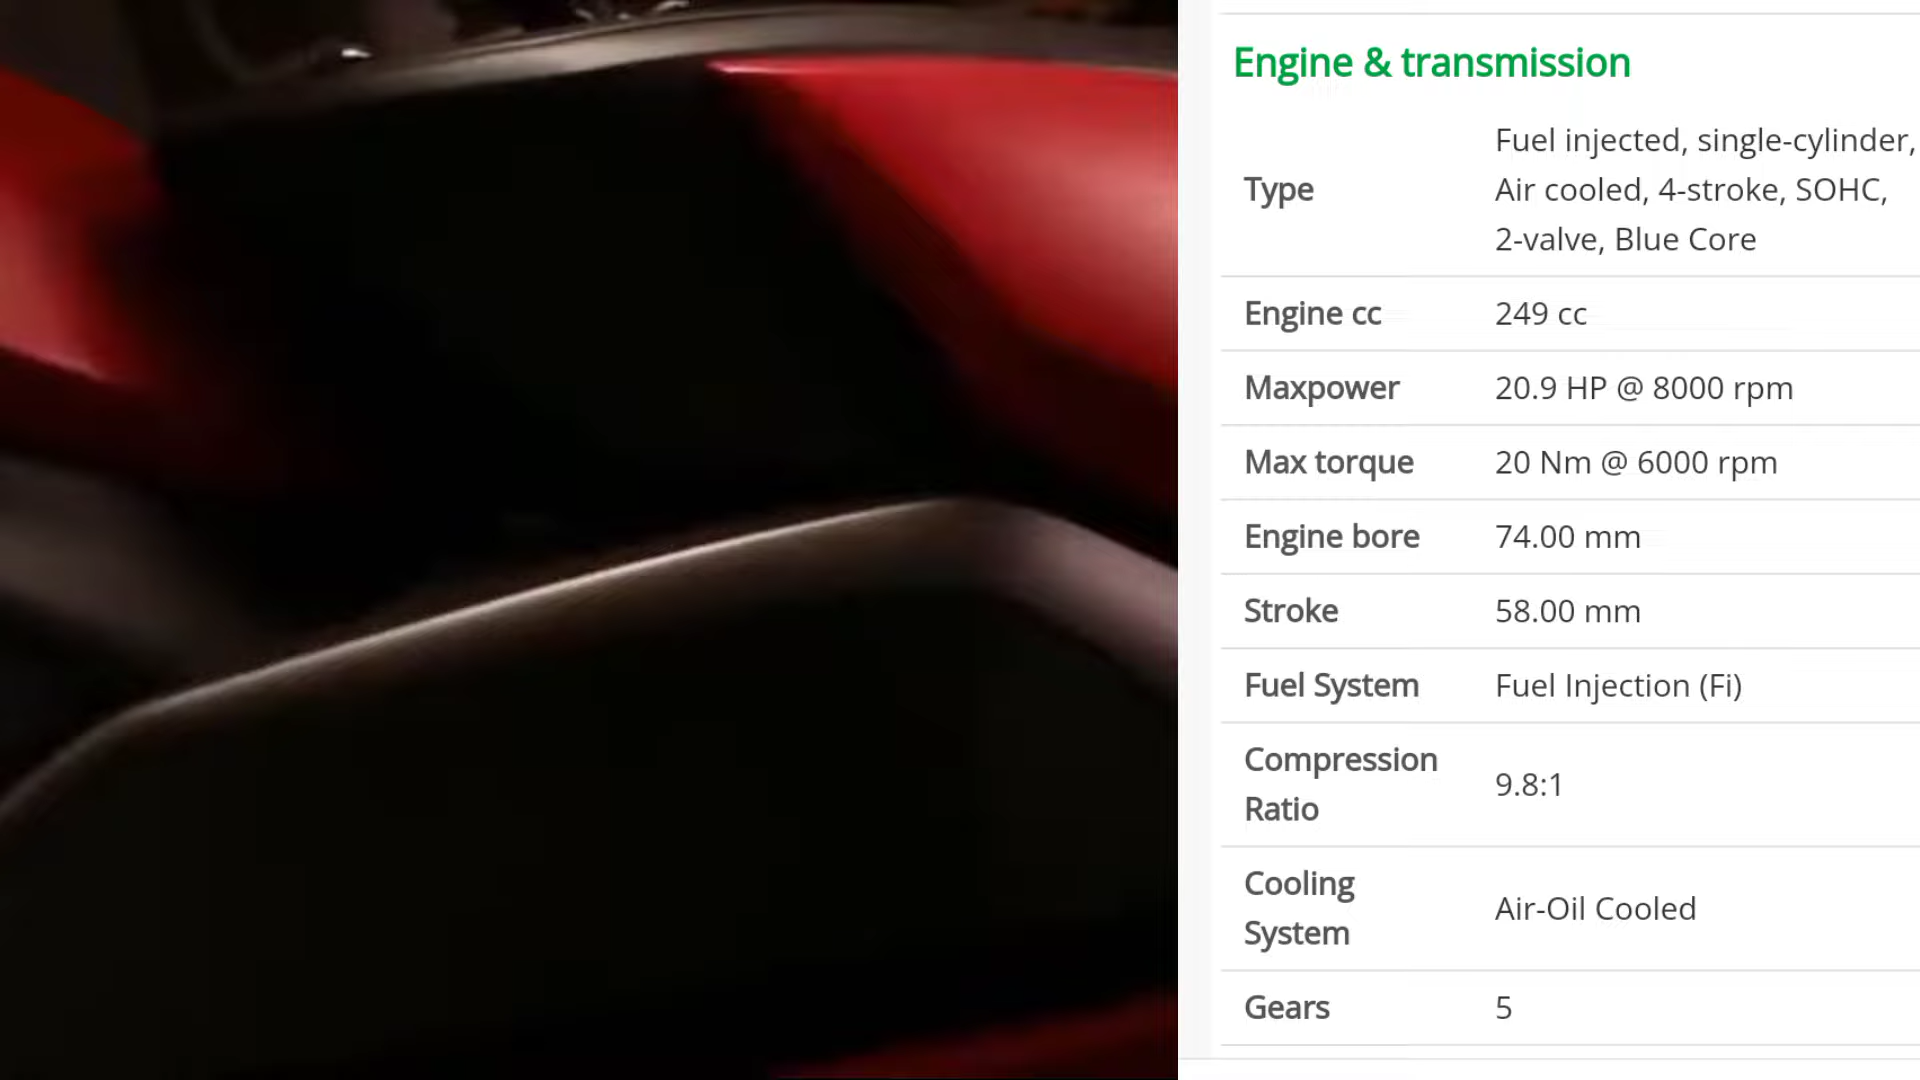 Engine & transmission
Type
Fuel injected, single-cylinder,
Air cooled, 4-stroke, SOHC,
2-valve, Blue Core
Engine cc
249 cc
Maxpower
20.9 HP @ 8000 rpm
Max torque
20 Nm @ 6000 rpm
Engine bore
74.00 mm
Stroke
58.00 mm
Fuel System
Fuel Injection (Fi)
Compression
Ratio
9.8:1
Cooling
System
Air-Oil Cooled
Gears
5